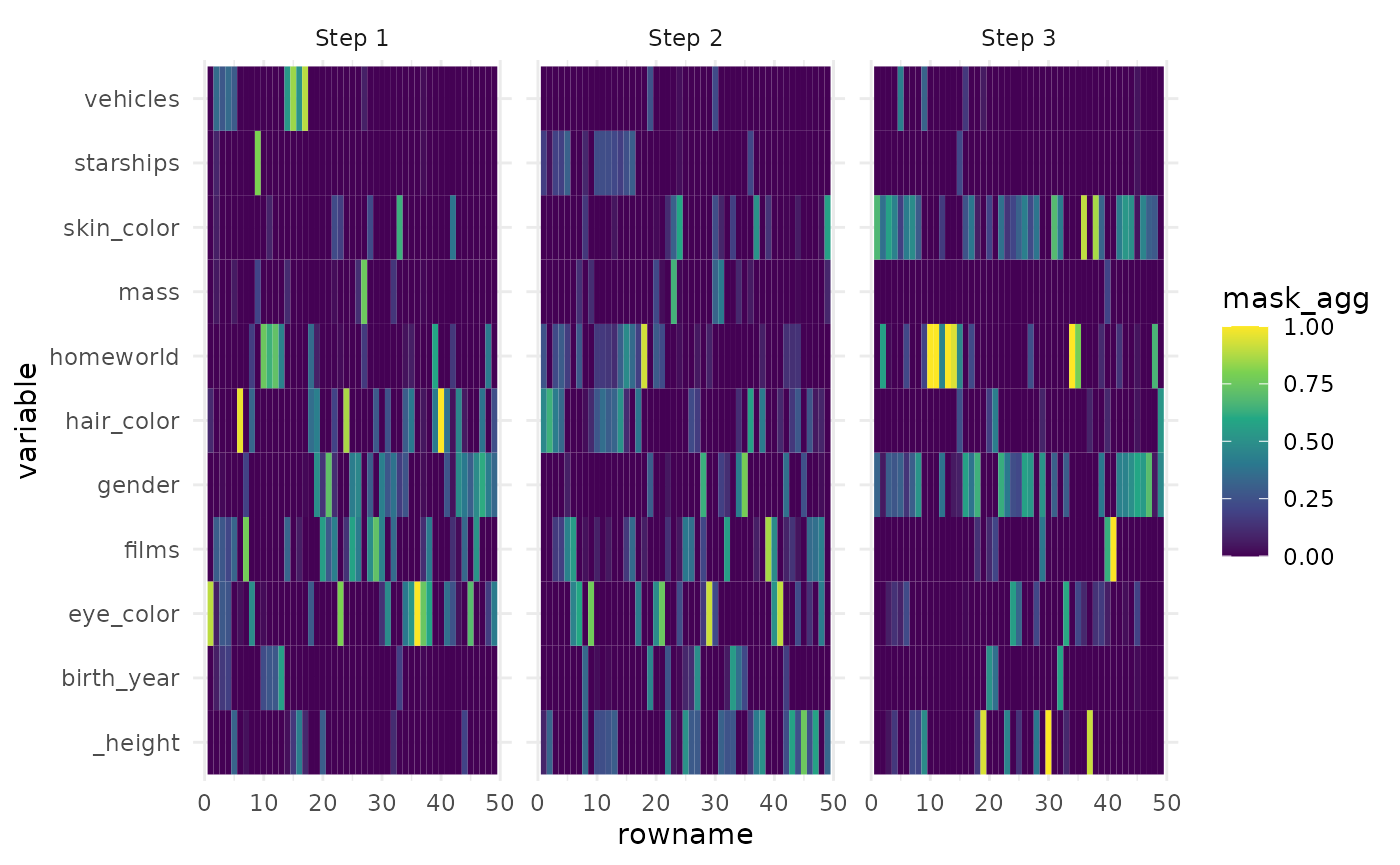 Step 1 Step 2 Step 3
vehicles
starships
skin_color
mass
homeworld
hair_color
gender
films
eye_color
birth_year
_height
variable
0 10 20 30 40 50 0 10 20 30 40 50 0 10 20 30 40 50
rowname
mask_agg
1.00
0.75
0.50
0.25
0.00